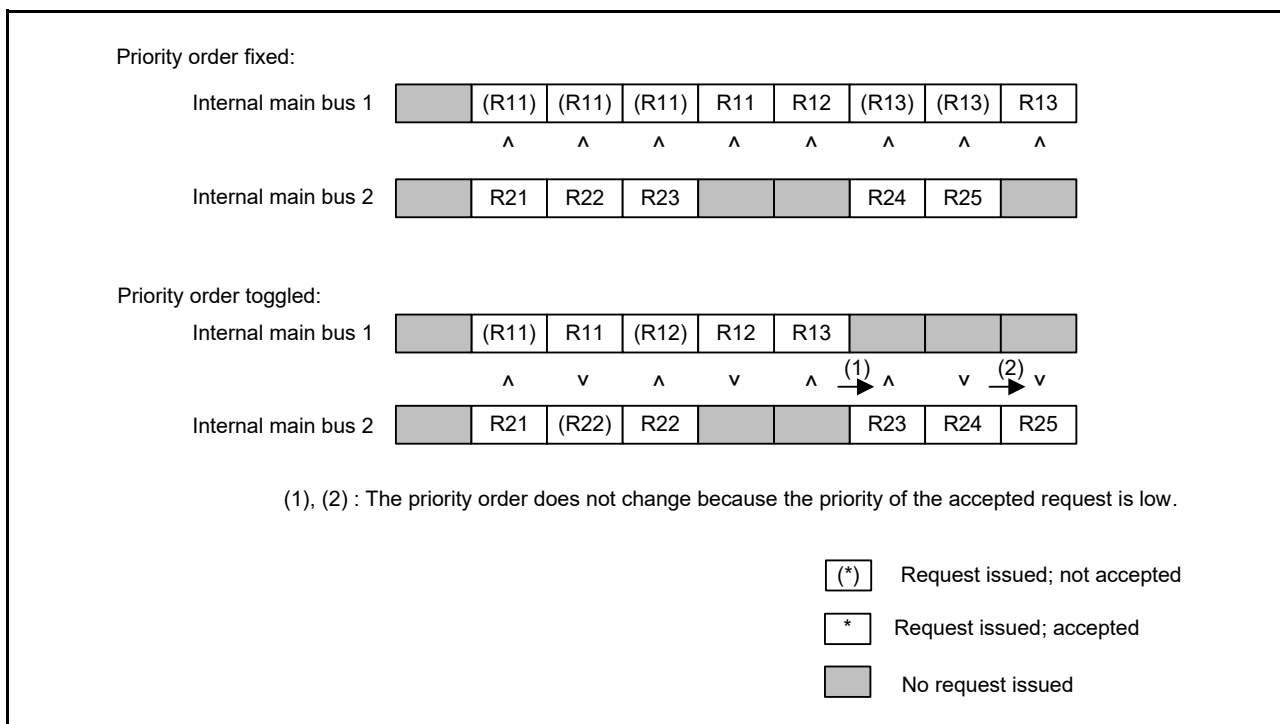 Priority order fixed:
Internal main bus 1 (R11) (R11) (R11) R11 R12 (R13) (R13) R13
^ ^ ^ ^ ^ ^ ^ ^
Internal main bus 2 R21 R22 R23 R24 R25
Priority order toggled:
Internal main bus 1 (R11) R11 (R12) R12 R13
^ v ^ v ^ (1) ^ v (2) v
Internal main bus 2 R21 (R22) R22 R23 R24 R25
(1), (2) : The priority order does not change because the priority of the accepted request is low.
(*) Request issued; not accepted
* Request issued; accepted
No request issued